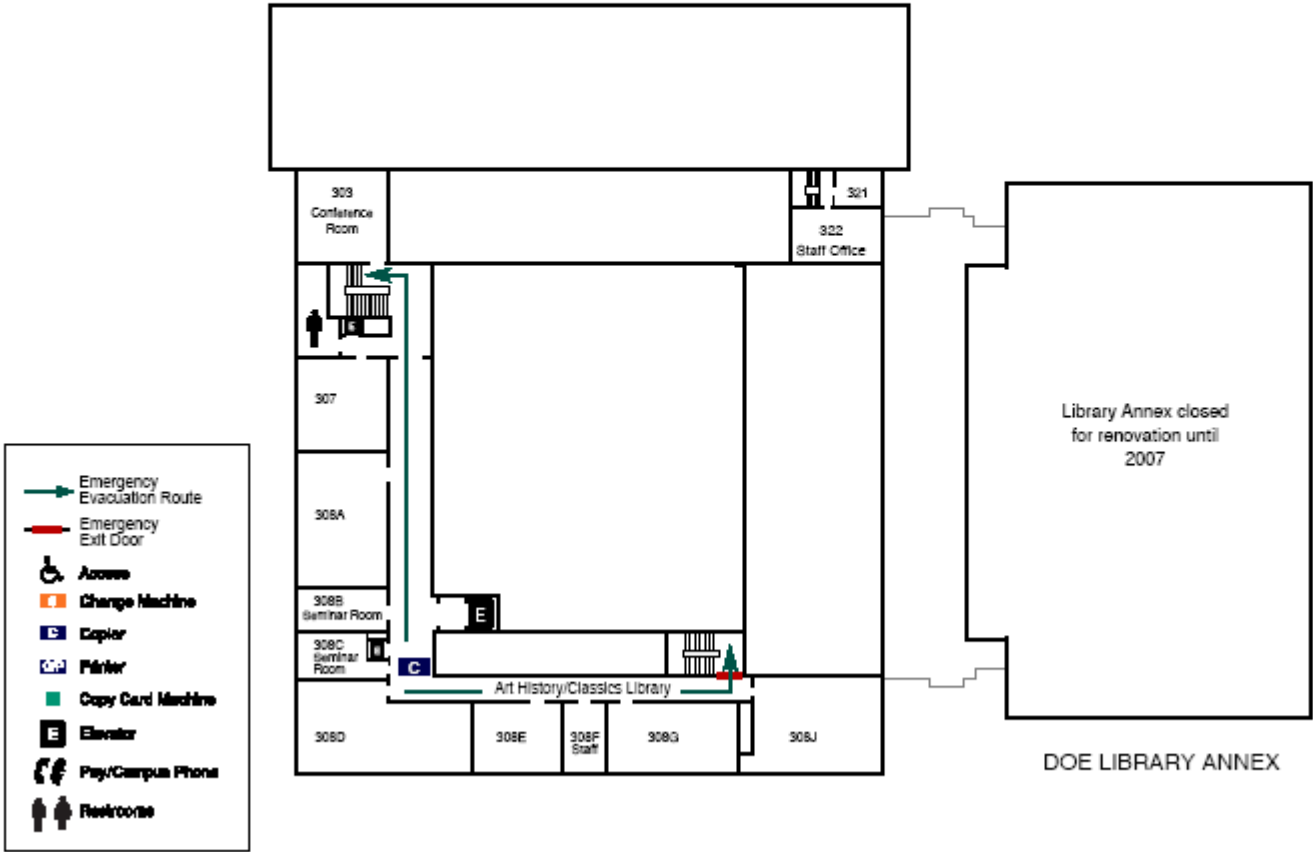 303
Conference
Room
321
322
Staff Office
307
308A
308B
Seminar Room
E
308C
Seminar
Room
C
Art History/Classics Library
308D
308E
308F
Staff
308G
308J
Library Annex closed
for renovation until
2007
DOE LIBRARY ANNEX
Emergency
Evacuation Route
Emergency
Exit Door
Access
Change Machine
C Copier
Printer
Copy Card Machine
E Elevator
Pay/Campus Phone
Restrooms